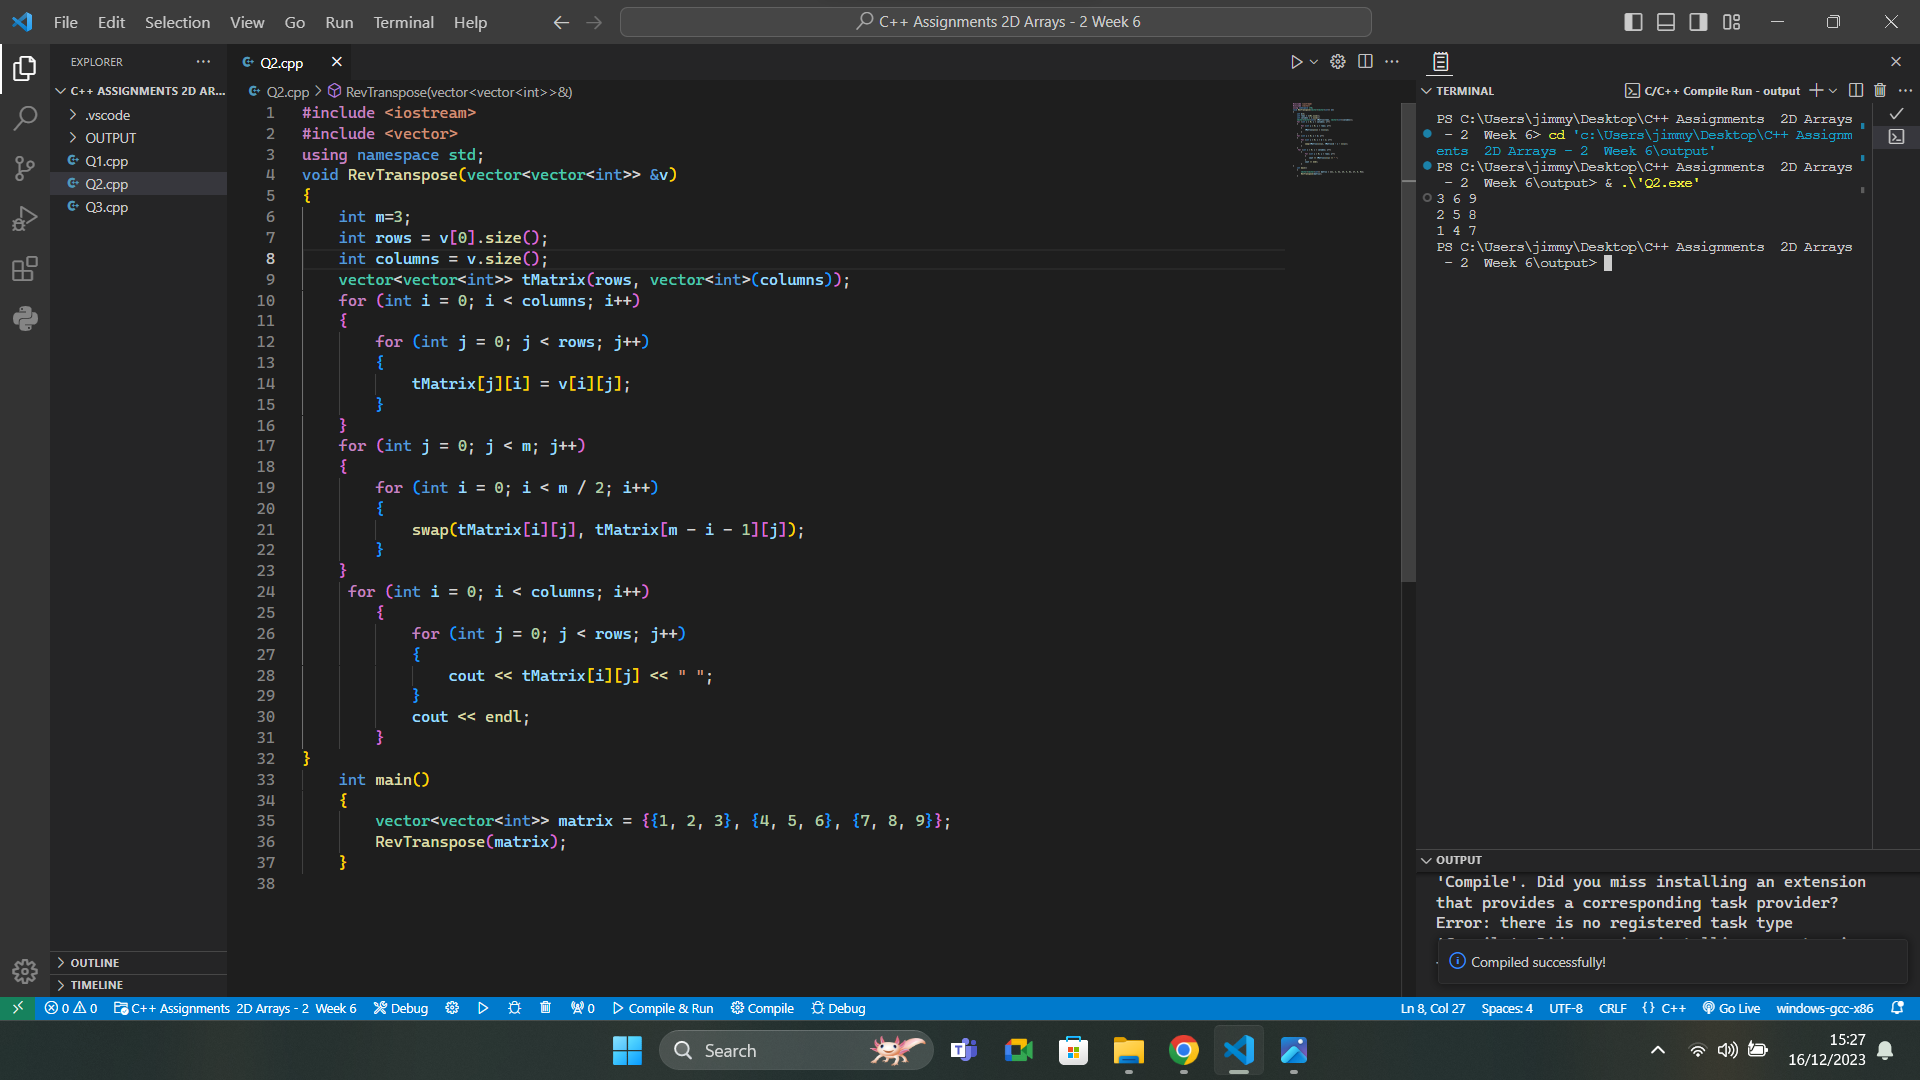 File Edit Selection View Go Run Terminal Help
C++ Assignments 2D Arrays - 2 Week 6
EXPLORER
C++ ASSIGNMENTS 2D AR...
.vscode
OUTPUT
Q1.cpp
Q2.cpp
Q3.cpp
OUTLINE
TIMELINE
Q2.cpp
Q2.cpp > RevTranspose(vector<vector<int>>&)
1 #include <iostream>
2 #include <vector>
3 using namespace std;
4 void RevTranspose(vector<vector<int>> &v)
5 {
6     int m=3;
7     int rows = v[0].size();
8     int columns = v.size();
9     vector<vector<int>> tMatrix(rows, vector<int>(columns));
10     for (int i = 0; i < columns; i++)
11     {
12         for (int j = 0; j < rows; j++)
13         {
14             tMatrix[j][i] = v[i][j];
15         }
16     }
17     for (int j = 0; j < m; j++)
18     {
19         for (int i = 0; i < m / 2; i++)
20         {
21             swap(tMatrix[i][j], tMatrix[m - i - 1][j]);
22         }
23     }
24      for (int i = 0; i < columns; i++)
25         {
26             for (int j = 0; j < rows; j++)
27             {
28                 cout << tMatrix[i][j] << " ";
29             }
30             cout << endl;
31         }
32 }
33     int main()
34     {
35         vector<vector<int>> matrix = {{1, 2, 3}, {4, 5, 6}, {7, 8, 9}};
36         RevTranspose(matrix);
37     }
38
TERMINAL
C/C++ Compile Run - output
PS C:\Users\jimmy\Desktop\C++ Assignments  2D Arrays
 - 2  Week 6> cd 'c:\Users\jimmy\Desktop\C++ Assignm
ents  2D Arrays - 2  Week 6\output'
PS C:\Users\jimmy\Desktop\C++ Assignments  2D Arrays
 - 2  Week 6\output> & .\'Q2.exe'
3 6 9
2 5 8
1 4 7
PS C:\Users\jimmy\Desktop\C++ Assignments  2D Arrays
 - 2  Week 6\output>
OUTPUT
'Compile'. Did you miss installing an extension
that provides a corresponding task provider?
Error: there is no registered task type
Compiled successfully!
0 0 C++ Assignments 2D Arrays - 2 Week 6 Debug 0 Compile & Run Compile Debug
Ln 8, Col 27 Spaces: 4 UTF-8 CRLF {} C++ Go Live windows-gcc-x86
Search
15:27
16/12/2023